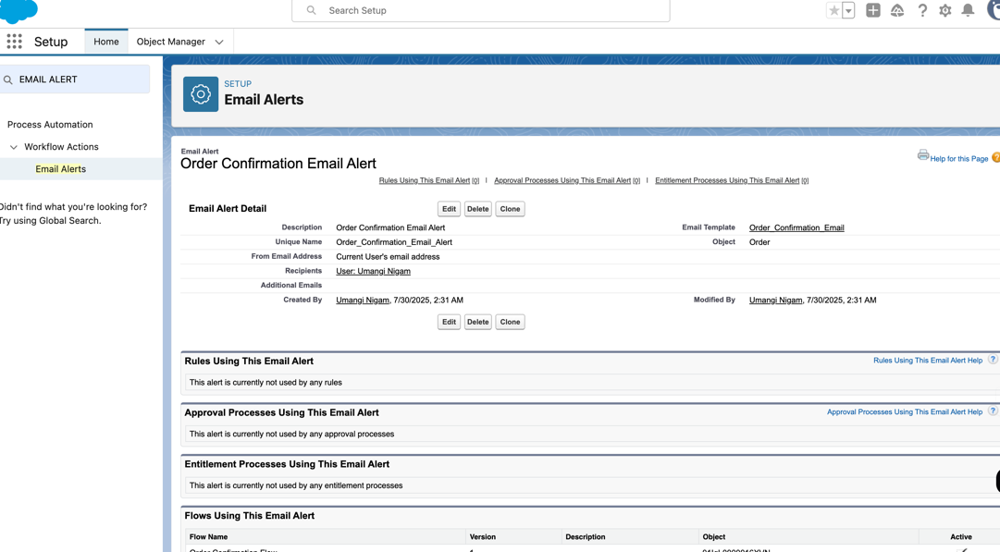 Search Setup
Setup
Home
Object Manager
EMAIL ALERT
Process Automation
Workflow Actions
Email Alerts
Didn't find what you're looking for?
Try using Global Search.
SETUP
Email Alerts
Email Alert
Order Confirmation Email Alert
Help for this Page
Rules Using This Email Alert [0] | Approval Processes Using This Email Alert [0] | Entitlement Processes Using This Email Alert [0]
Email Alert Detail
Edit Delete Clone
Description Order Confirmation Email Alert Email Template Order_Confirmation_Email
Unique Name Order_Confirmation_Email_Alert Object Order
From Email Address Current User's email address
Recipients User: Umangi Nigam
Additional Emails
Created By Umangi Nigam, 7/30/2025, 2:31 AM Modified By Umangi Nigam, 7/30/2025, 2:31 AM
Edit Delete Clone
Rules Using This Email Alert Rules Using This Email Alert Help ?
This alert is currently not used by any rules
Approval Processes Using This Email Alert Approval Processes Using This Email Alert Help ?
This alert is currently not used by any approval processes
Entitlement Processes Using This Email Alert
This alert is currently not used by any entitlement processes
Flows Using This Email Alert
Flow Name Version Description Object Active
Order Confirmation Flow 1